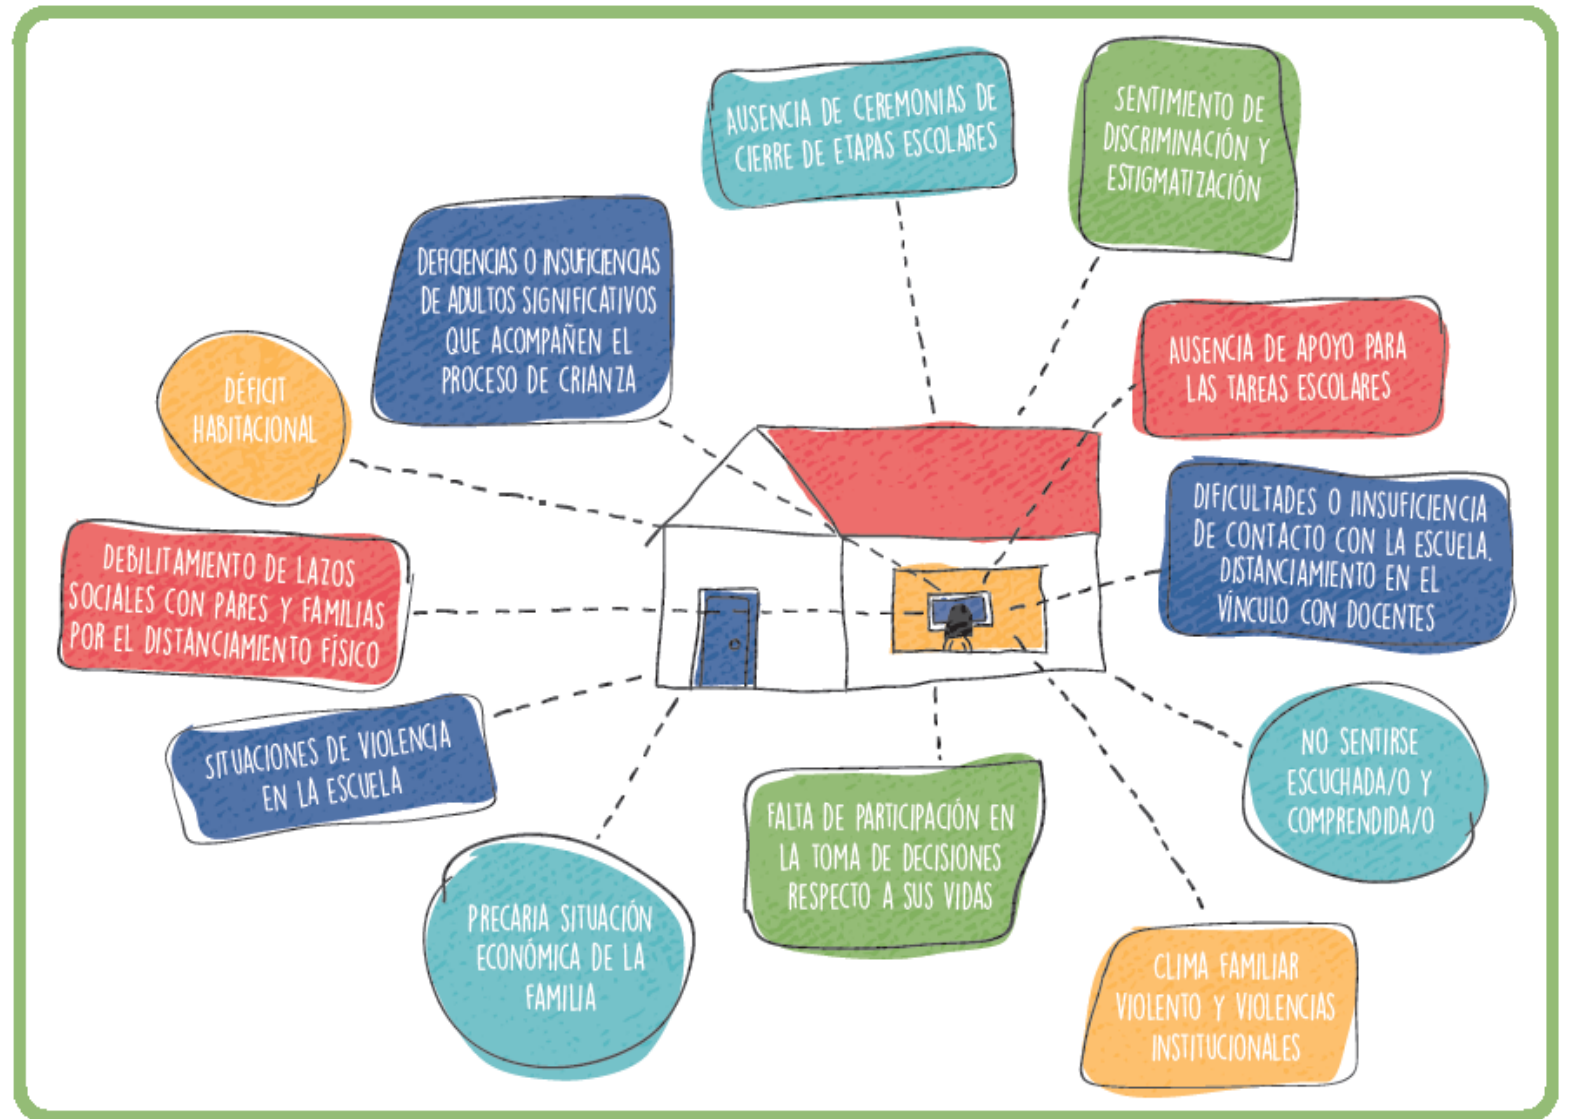 AUSENCIA DE CEREMONIAS DE
CIERRE DE ETAPAS ESCOLARES
SENTIMIENTO DE
DISCRIMINACIÓN Y
ESTIGMATIZACIÓN
DEFICIENCIAS O INSUFICIENCIAS
DE ADULTOS SIGNIFICATIVOS
QUE ACOMPAÑEN EL
PROCESO DE CRIANZA
AUSENCIA DE APOYO PARA
LAS TAREAS ESCOLARES
DÉFICIT
HABITACIONAL
DIFICULTADES O IINSUFICIENCIA
DE CONTACTO CON LA ESCUELA.
DISTANCIAMIENTO EN EL
VÍNCULO CON DOCENTES
DEBILITAMIENTO DE LAZOS
SOCIALES CON PARES Y FAMILIAS
POR EL DISTANCIAMIENTO FÍSICO
SITUACIONES DE VIOLENCIA
EN LA ESCUELA
NO SENTIRSE
ESCUCHADA/O Y
COMPRENDIDA/O
FALTA DE PARTICIPACIÓN EN
LA TOMA DE DECISIONES
RESPECTO A SUS VIDAS
PRECARIA SITUACIÓN
ECONÓMICA DE LA
FAMILIA
CLIMA FAMILIAR
VIOLENTO Y VIOLENCIAS
INSTITUCIONALES